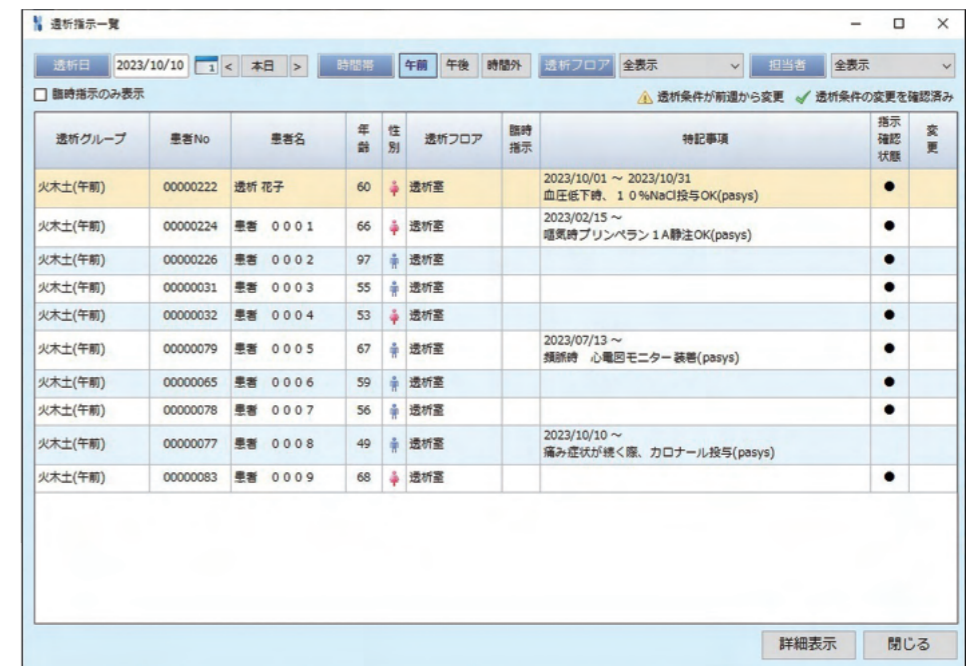 透析指示一覧
透析日 2023/10/10 1 < 本日 > 時間帯 午前 午後 時間外 透析フロア 全表示 担当者 全表示
臨時指示のみ表示 透析条件が前週から変更 透析条件の変更を確認済み
透析グループ 患者No 患者名 年齢 性別 透析フロア 臨時指示 特記事項 指示確認状態 変更
火木土(午前) 00000222 透析 花子 60 透析室 2023/10/01 ～ 2023/10/31 ●
血圧低下時、１０%NaCl投与OK(pasys)
火木土(午前) 00000224 患者 ０００１ 66 透析室 2023/02/15 ～ ●
嘔気時プリンペラン１A静注OK(pasys)
火木土(午前) 00000226 患者 ０００２ 97 透析室 ●
火木土(午前) 00000031 患者 ０００３ 55 透析室 ●
火木土(午前) 00000032 患者 ０００４ 53 透析室 ●
火木土(午前) 00000079 患者 ０００５ 67 透析室 2023/07/13 ～ ●
頻脈時 心電図モニター装着(pasys)
火木土(午前) 00000065 患者 ０００６ 59 透析室 ●
火木土(午前) 00000078 患者 ０００７ 56 透析室 ●
火木土(午前) 00000077 患者 ０００８ 49 透析室 2023/10/10 ～
痛み症状が続く際、カロナール投与(pasys)
火木土(午前) 00000083 患者 ０００９ 68 透析室 ●
詳細表示 閉じる